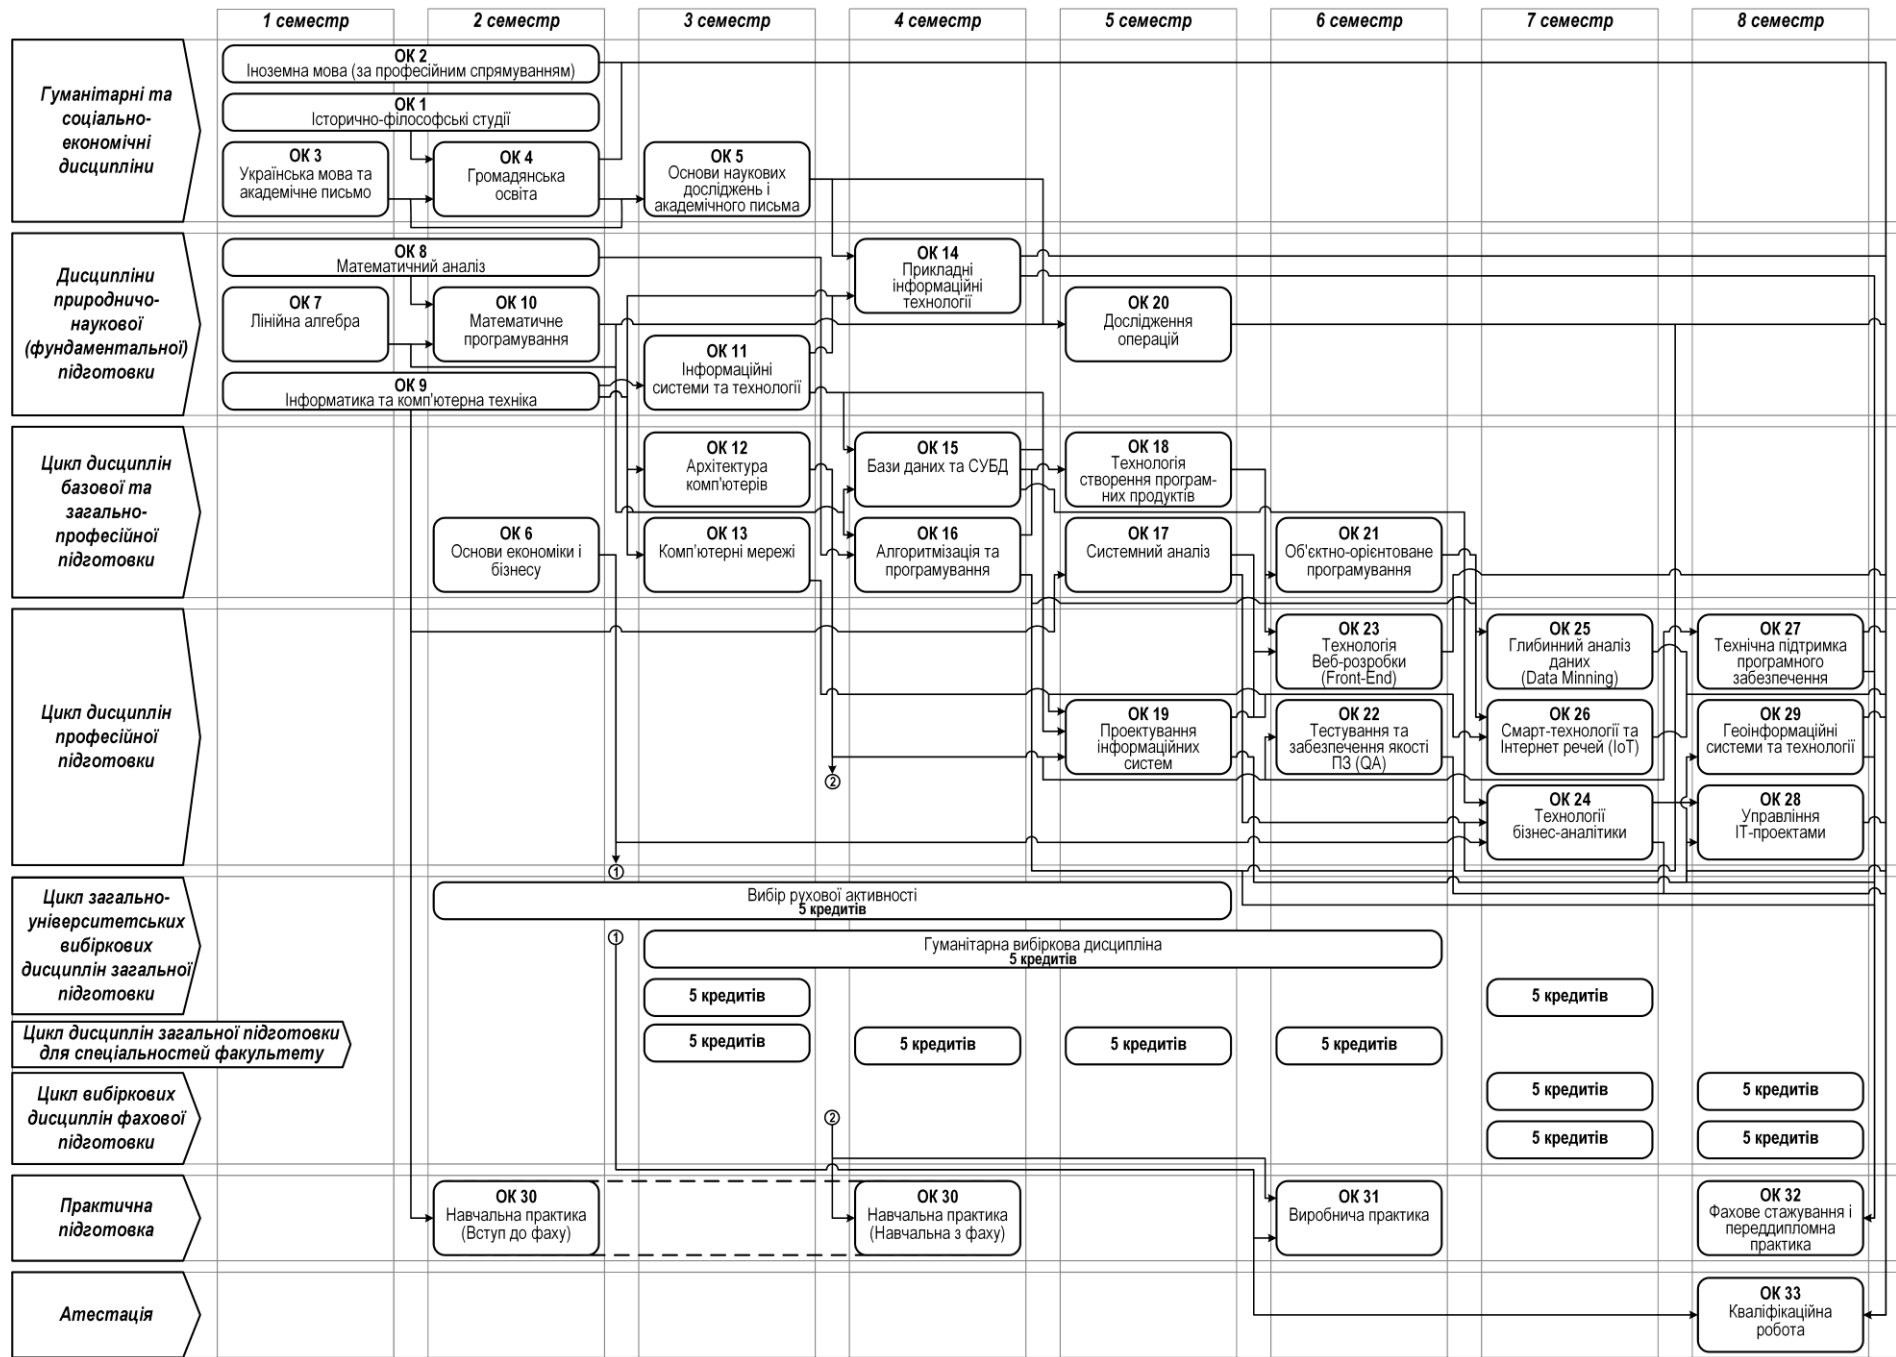 1 семестр
2 семестр
3 семестр
4 семестр
5 семестр
6 семестр
7 семестр
8 семестр
Гуманітарні та
соціально-
економічні
дисципліни
ОК 2
Іноземна мова (за професійним спрямуванням)
ОК 1
Історично-філософські студії
ОК 3
Українська мова та
академічне письмо
ОК 4
Громадянська
освіта
ОК 5
Основи наукових
досліджень і
академічного письма
Дисципліни
природничо-
наукової
(фундаментальної)
підготовки
ОК 8
Математичний аналіз
ОК 7
Лінійна алгебра
ОК 10
Математичне
програмування
ОК 9
Інформатика та комп'ютерна техніка
ОК 11
Інформаційні
системи та технології
ОК 14
Прикладні
інформаційні
технології
ОК 20
Дослідження
операцій
Цикл дисциплін
базової та
загально-
професійної
підготовки
ОК 6
Основи економіки і
бізнесу
ОК 12
Архітектура
комп'ютерів
ОК 13
Комп'ютерні мережі
ОК 15
Бази даних та СУБД
ОК 16
Алгоритмізація та
програмування
ОК 18
Технологія
створення програм-
них продуктів
ОК 17
Системний аналіз
ОК 21
Об'єктно-орієнтоване
програмування
Цикл дисциплін
професійної
підготовки
②
①
ОК 19
Проектування
інформаційних
систем
ОК 23
Технологія
Веб-розробки
(Front-End)
ОК 22
Тестування та
забезпечення якості
ПЗ (QA)
ОК 25
Глибинний аналіз
даних
(Data Minning)
ОК 26
Смарт-технології та
Інтернет речей (IoT)
ОК 24
Технології
бізнес-аналітики
ОК 27
Технічна підтримка
програмного
забезпечення
ОК 29
Геоінформаційні
системи та технології
ОК 28
Управління
ІТ-проектами
Цикл загально-
університетських
вибіркових
дисциплін загальної
підготовки
Вибір рухової активності
5 кредитів
①
Гуманітарна вибіркова дисципліна
5 кредитів
5 кредитів
5 кредитів
Цикл дисциплін загальної підготовки
для спеціальностей факультету
5 кредитів
5 кредитів
5 кредитів
5 кредитів
Цикл вибіркових
дисциплін фахової
підготовки
②
5 кредитів
5 кредитів
5 кредитів
5 кредитів
Практична
підготовка
ОК 30
Навчальна практика
(Вступ до фаху)
ОК 30
Навчальна практика
(Навчальна з фаху)
ОК 31
Виробнича практика
ОК 32
Фахове стажування і
переддипломна
практика
Атестація
ОК 33
Кваліфікаційна
робота